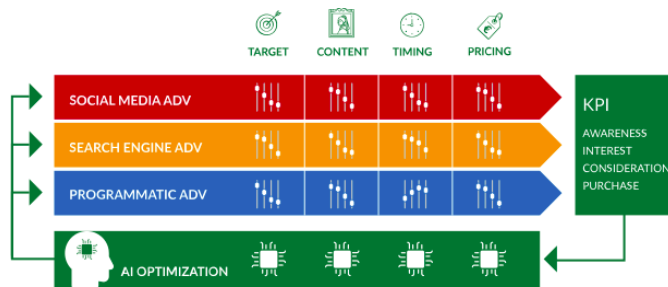 TARGET
CONTENT
TIMING
PRICING
SOCIAL MEDIA ADV
SEARCH ENGINE ADV
PROGRAMMATIC ADV
KPI
AWARENESS
INTEREST
CONSIDERATION
PURCHASE
AI OPTIMIZATION